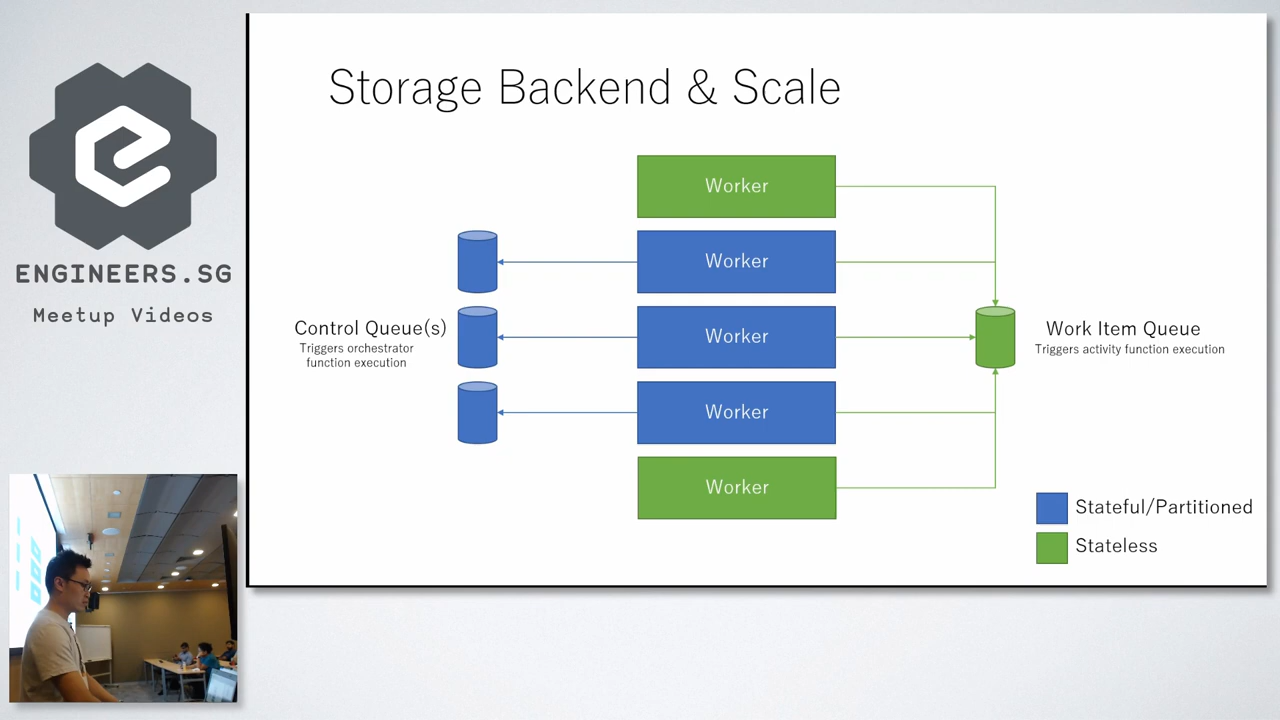 ENGINEERS.SG
Meetup Videos
Storage Backend & Scale
Worker
Worker
Worker
Worker
Worker
Control Queue(s)
Triggers orchestrator
function execution
Work Item Queue
Triggers activity function execution
Stateful/Partitioned
Stateless